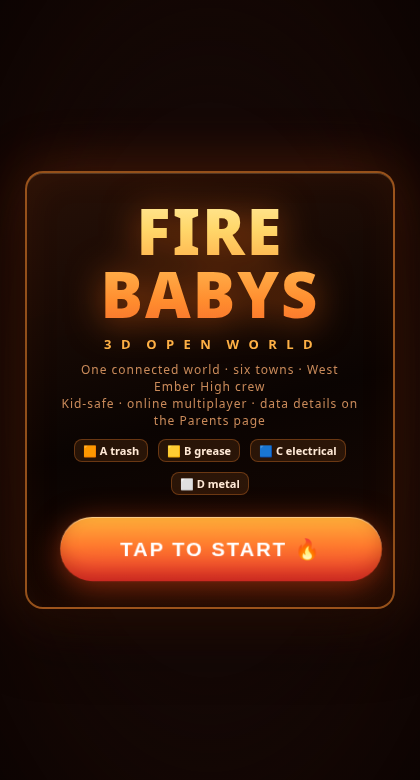 FIRE
BABYS
3D OPEN WORLD
One connected world · six towns · West
Ember High crew
Kid-safe · online multiplayer · data details on
the Parents page
🟧 A trash 🟨 B grease 🟦 C electrical
⬜ D metal
TAP TO START 🔥